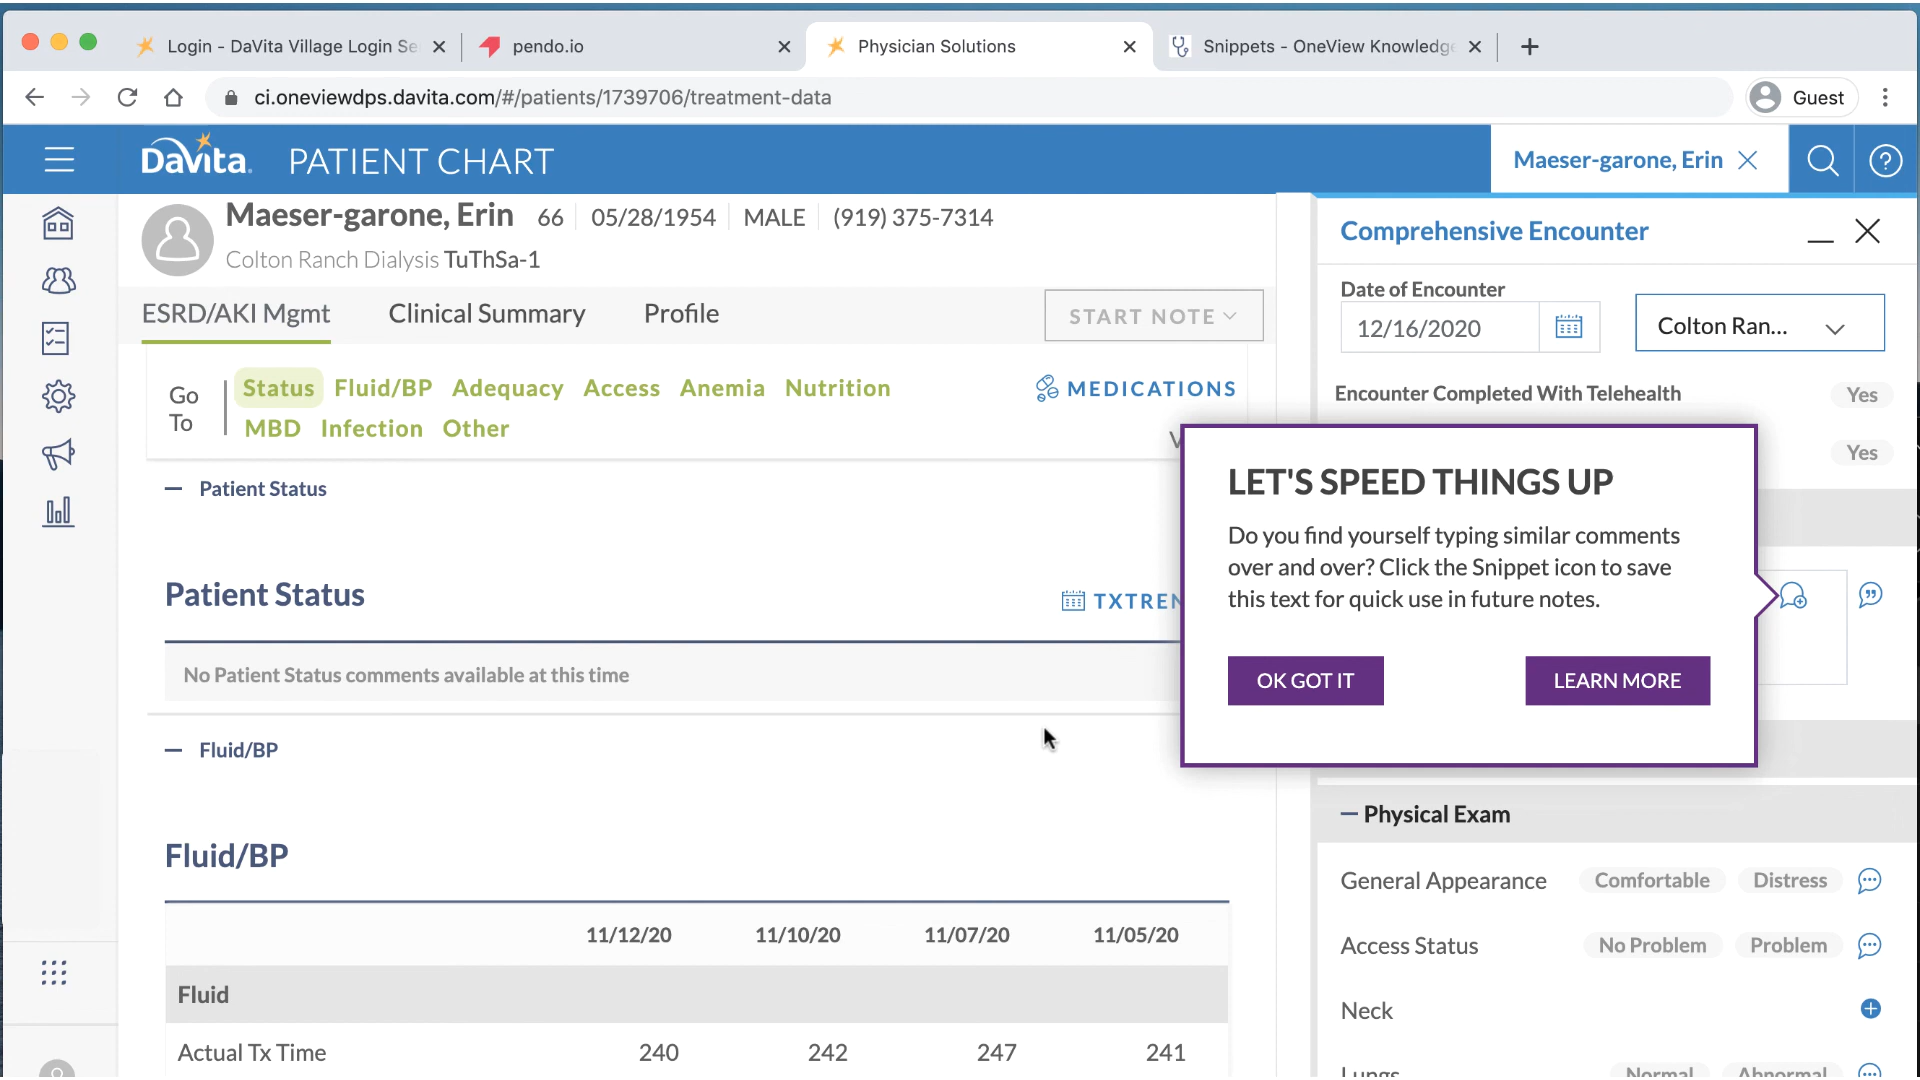 Login - DaVita Village Login Se
pendo.io
Physician Solutions
Snippets - OneView Knowledge
ci.oneviewdps.davita.com/#/patients/1739706/treatment-data
Guest
DaVita.
PATIENT CHART
Maeser-garone, Erin
Maeser-garone, Erin 66 05/28/1954 MALE (919) 375-7314
Colton Ranch Dialysis TuThSa-1
ESRD/AKI Mgmt Clinical Summary Profile START NOTE
Go To
Status Fluid/BP Adequacy Access Anemia Nutrition
MBD Infection Other
MEDICATIONS
Patient Status
Patient Status
TXTREN
No Patient Status comments available at this time
Fluid/BP
Fluid/BP
11/12/20 11/10/20 11/07/20 11/05/20
Fluid
Actual Tx Time 240 242 247 241
Comprehensive Encounter
Date of Encounter
12/16/2020
Colton Ran...
Encounter Completed With Telehealth Yes
Yes
LET'S SPEED THINGS UP
Do you find yourself typing similar comments
over and over? Click the Snippet icon to save
this text for quick use in future notes.
OK GOT IT LEARN MORE
Physical Exam
General Appearance Comfortable Distress
Access Status No Problem Problem
Neck
Lungs Normal Abnormal